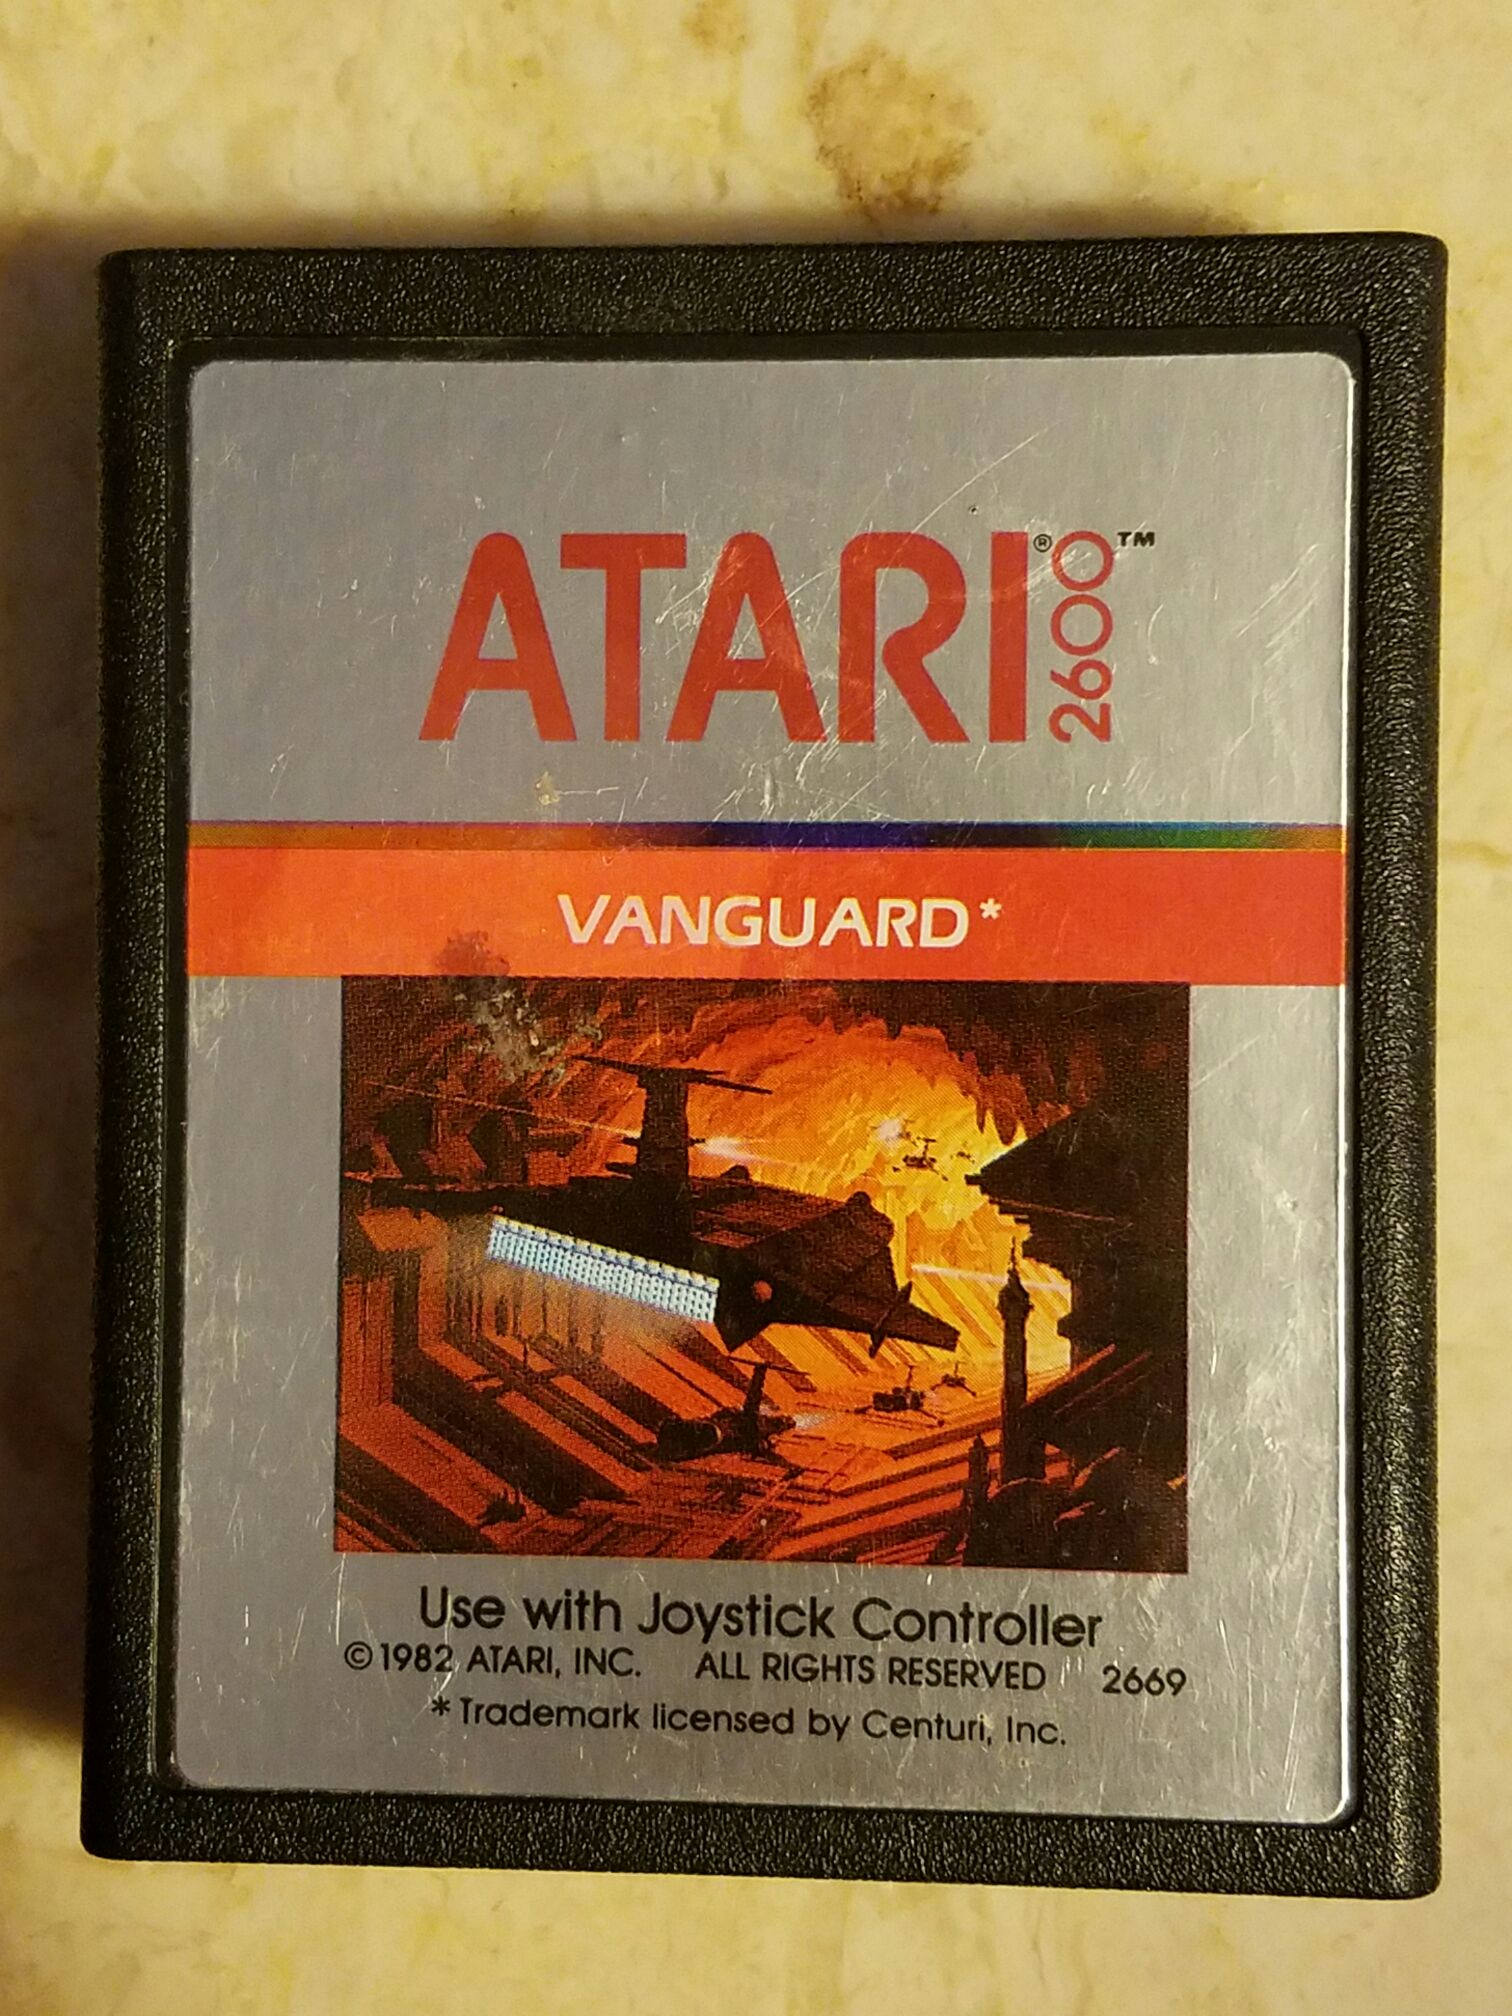 ATARI® 2600™
VANGUARD*
Use with Joystick Controller
©1982 ATARI, INC. ALL RIGHTS RESERVED 2669
*Trademark licensed by Centuri, Inc.